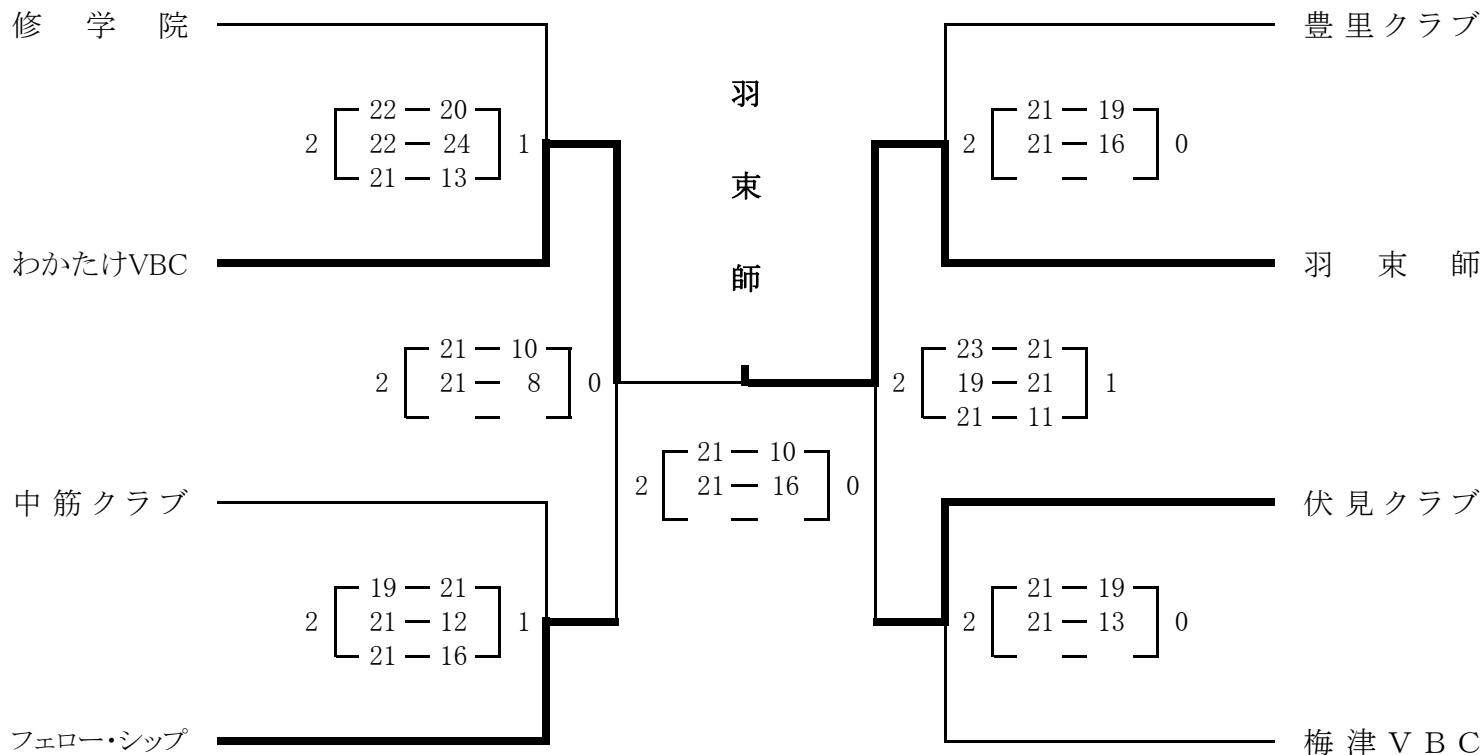 修学院
豊里クラブ
羽束師
2 22 — 20 1
22 — 24
21 — 13
2 21 — 19 0
21 — 16
— 
わかたけVBC
羽束師
2 21 — 10 0
21 — 8
—
2 23 — 21 1
19 — 21
21 — 11
2 21 — 10 0
21 — 16
—
中筋クラブ
伏見クラブ
2 19 — 21 1
21 — 12
21 — 16
2 21 — 19 0
21 — 13
—
フェロー・シップ
梅津VBC